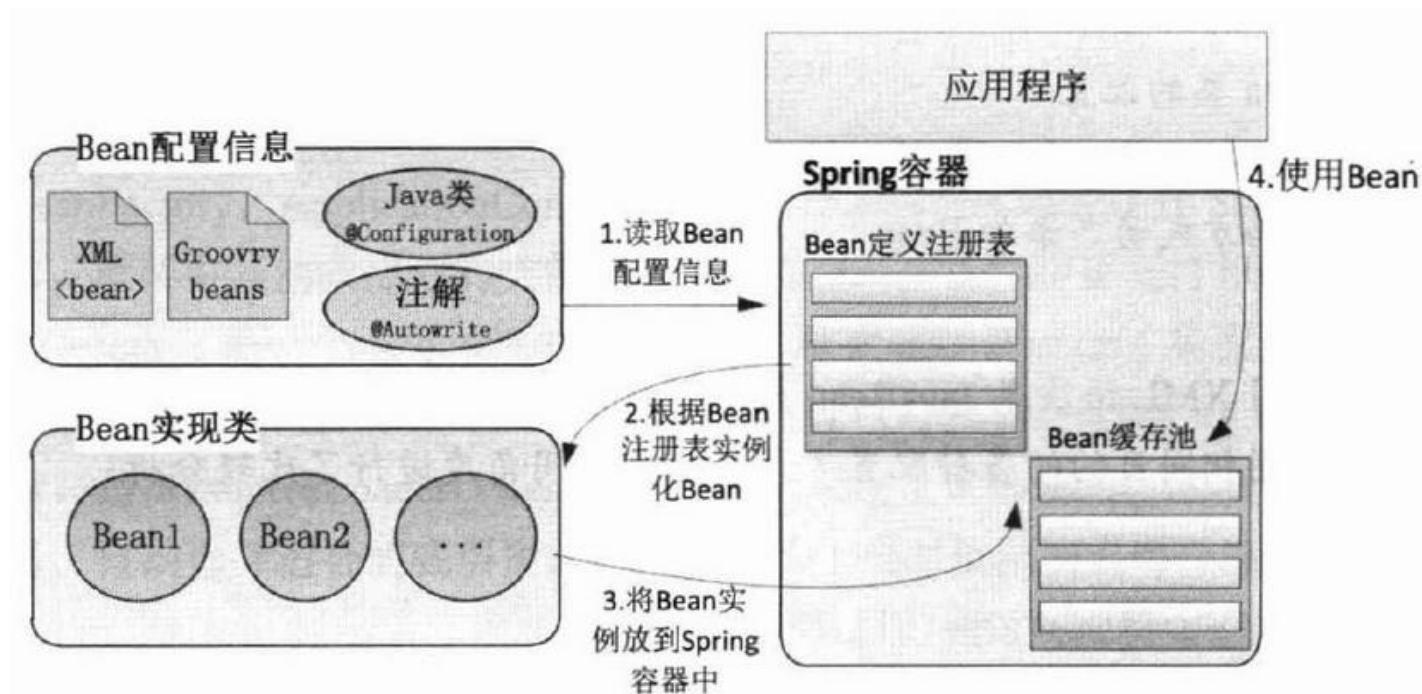 应用程序
Bean配置信息
XML
<bean>
Groovry
beans
Java类
@Configuration
注解
@Autowrite
1.读取Bean
配置信息
Spring容器
4.使用Bean
Bean定义注册表
Bean实现类
Bean1
Bean2
...
2.根据Bean
注册表实例
化Bean
Bean缓存池
3.将Bean实
例放到Spring
容器中